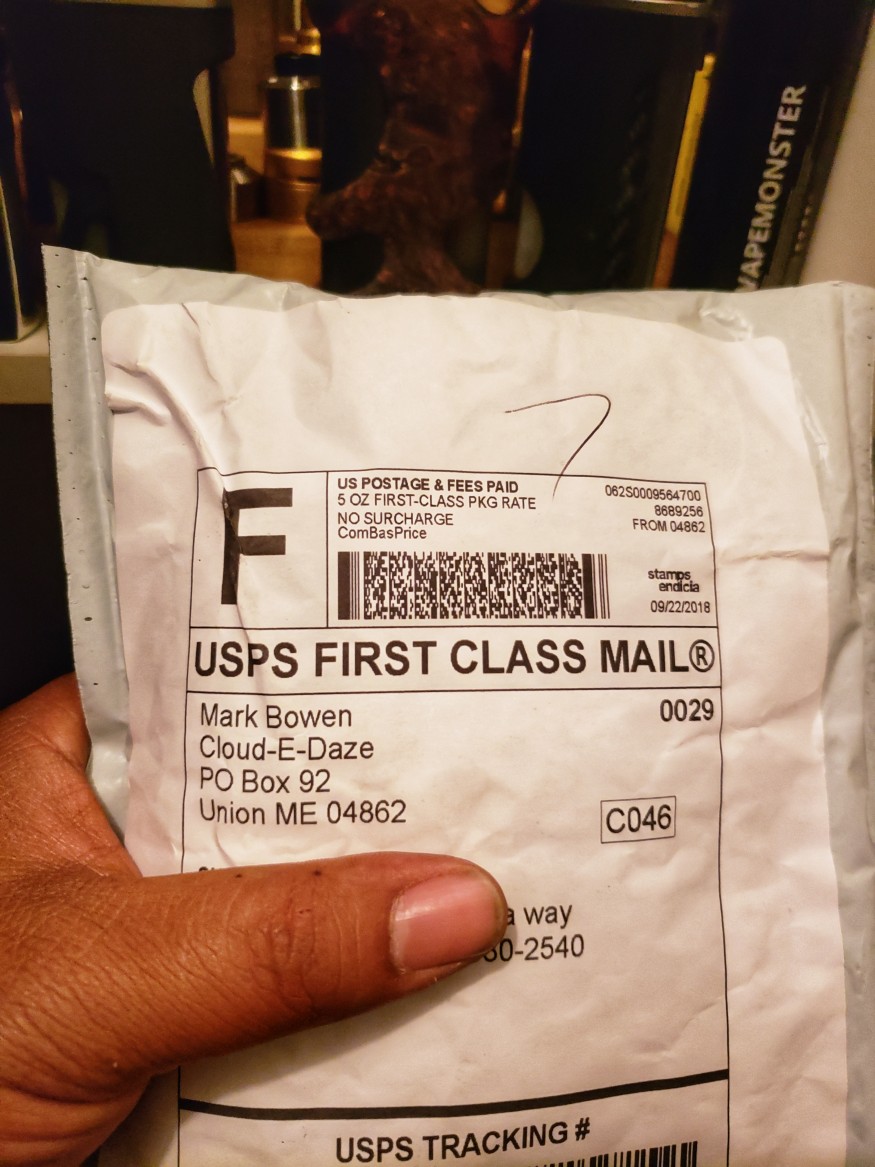 VAPEMONSTER
7
F
US POSTAGE & FEES PAID
5 OZ FIRST-CLASS PKG RATE
NO SURCHARGE
ComBasPrice
062S0009564700
8689256
FROM 04862
stamps
endicia
09/22/2018
USPS FIRST CLASS MAIL®
Mark Bowen
Cloud-E-Daze
PO Box 92
Union ME 04862
0029
C046
a way
0-2540
USPS TRACKING #